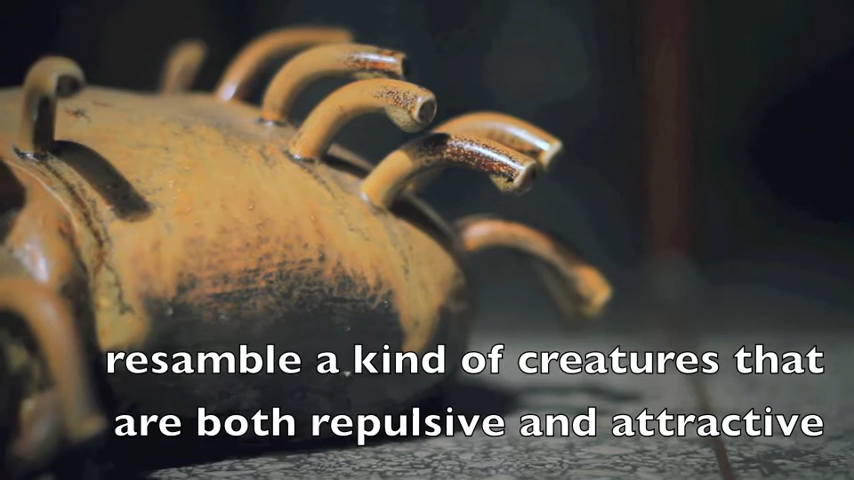 resamble a kind of creatures that
are both repulsive and attractive